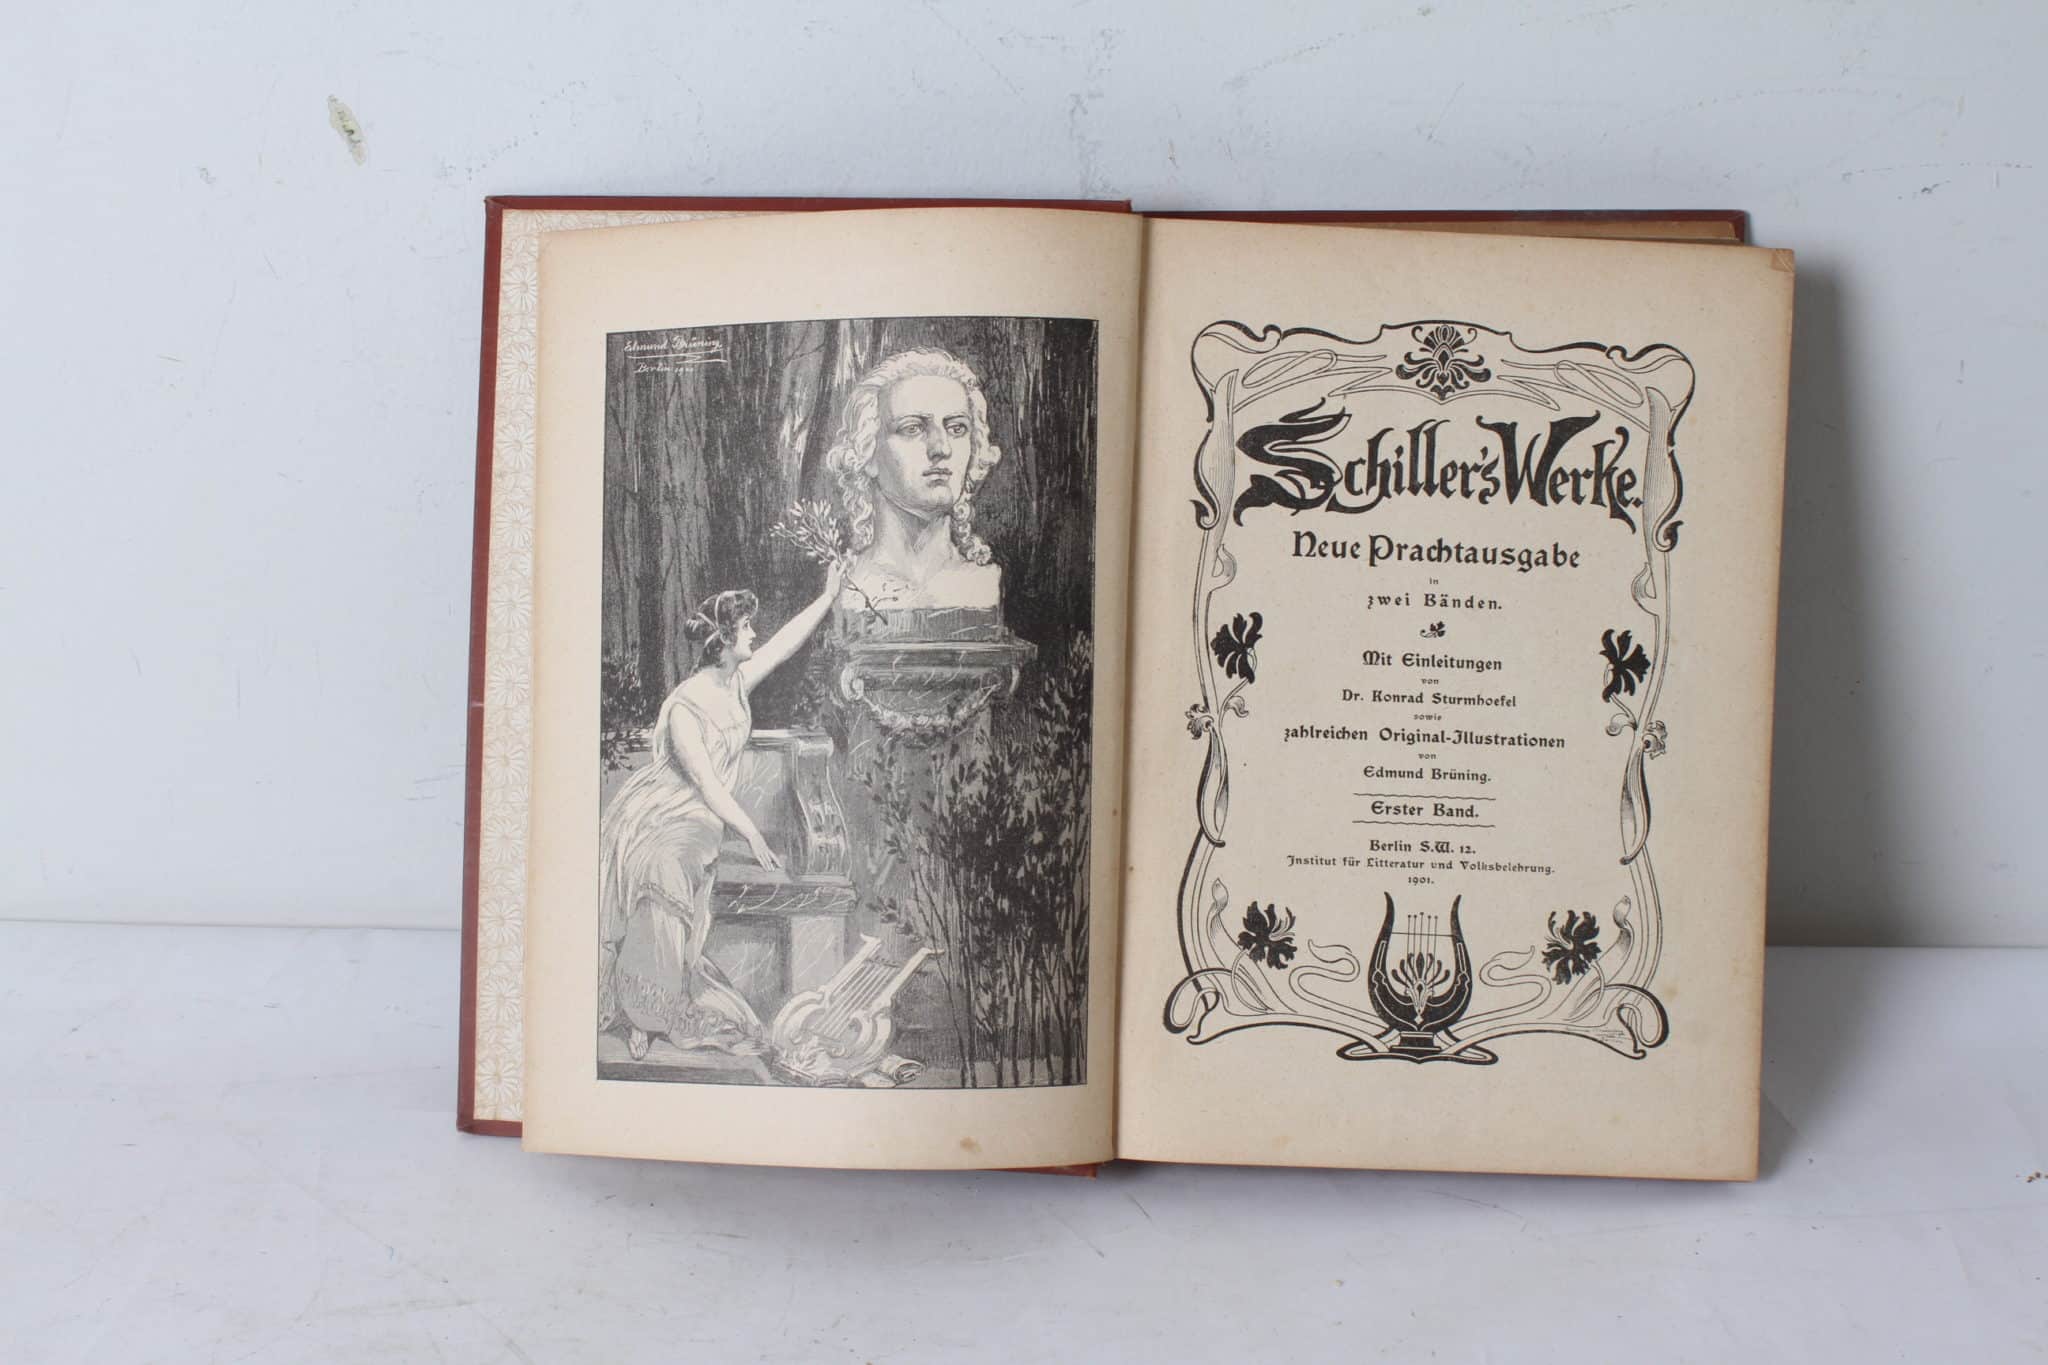 Edmund Brüning
Berlin
Schiller's Werke.
Neue Prachtausgabe
in
zwei Bänden.
Mit Einleitungen
von
Dr. Konrad Sturmhoefel
sowie
zahlreichen Original-Illustrationen
von
Edmund Brüning.
Erster Band.
Berlin S.W. 12.
Institut für Litteratur und Volksbelehrung.
1901.